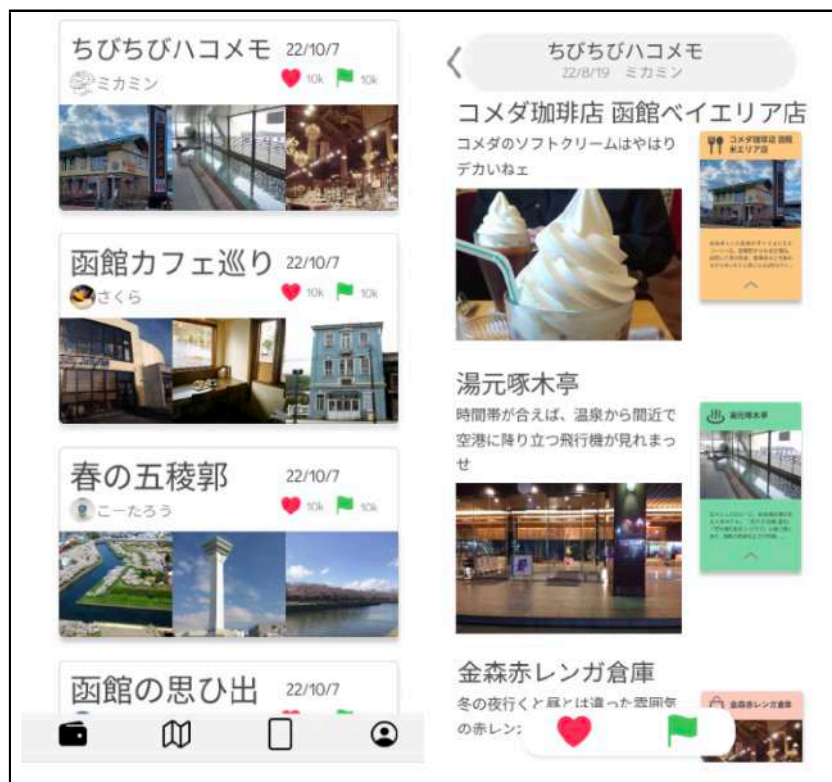 ちびちびハコメモ 22/10/7
ミカミン 10k 10k
函館カフェ巡り 22/10/7
さくら 10k 10k
春の五稜郭 22/10/7
こーたろう 10k 10k
函館の思ひ出 22/10/7
ちびちびハコメモ
22/8/19 ミカミン
コメダ珈琲店 函館ベイエリア店
コメダのソフトクリームはやはり
デカいねェ
コメダ珈琲店 函館
米エリア店
湯元啄木亭
時間帯が合えば、温泉から間近で
空港に降り立つ飛行機が見れまっ
せ
湯元啄木亭
金森赤レンガ倉庫
冬の夜行くと昼とは違った雰囲気
の赤レン
金森赤レンガ倉庫